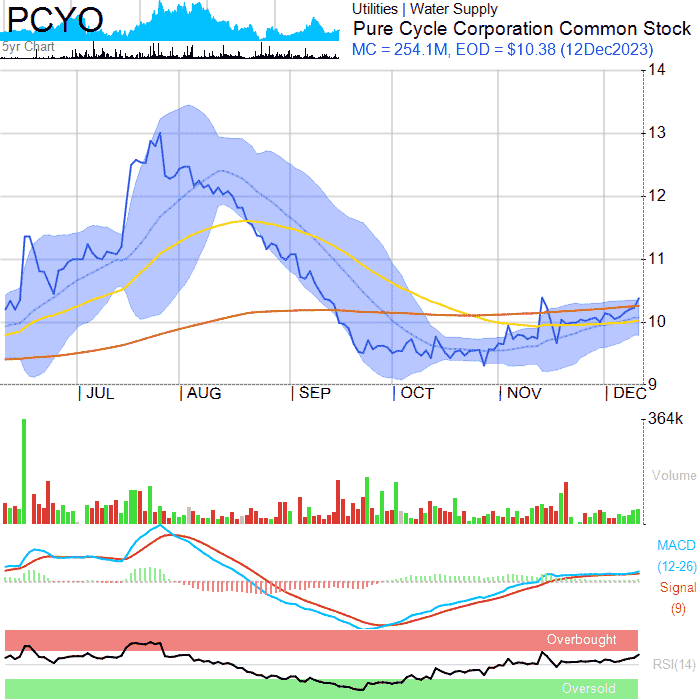 PCYO
5yr Chart
Utilities | Water Supply
Pure Cycle Corporation Common Stock
MC = 254.1M, EOD = $10.38 (12Dec2023)
14
13
12
11
10
9
| JUL | AUG | SEP | OCT | NOV | DEC
364k
Volume
MACD
(12-26)
Signal
(9)
Overbought
RSI(14)
Oversold